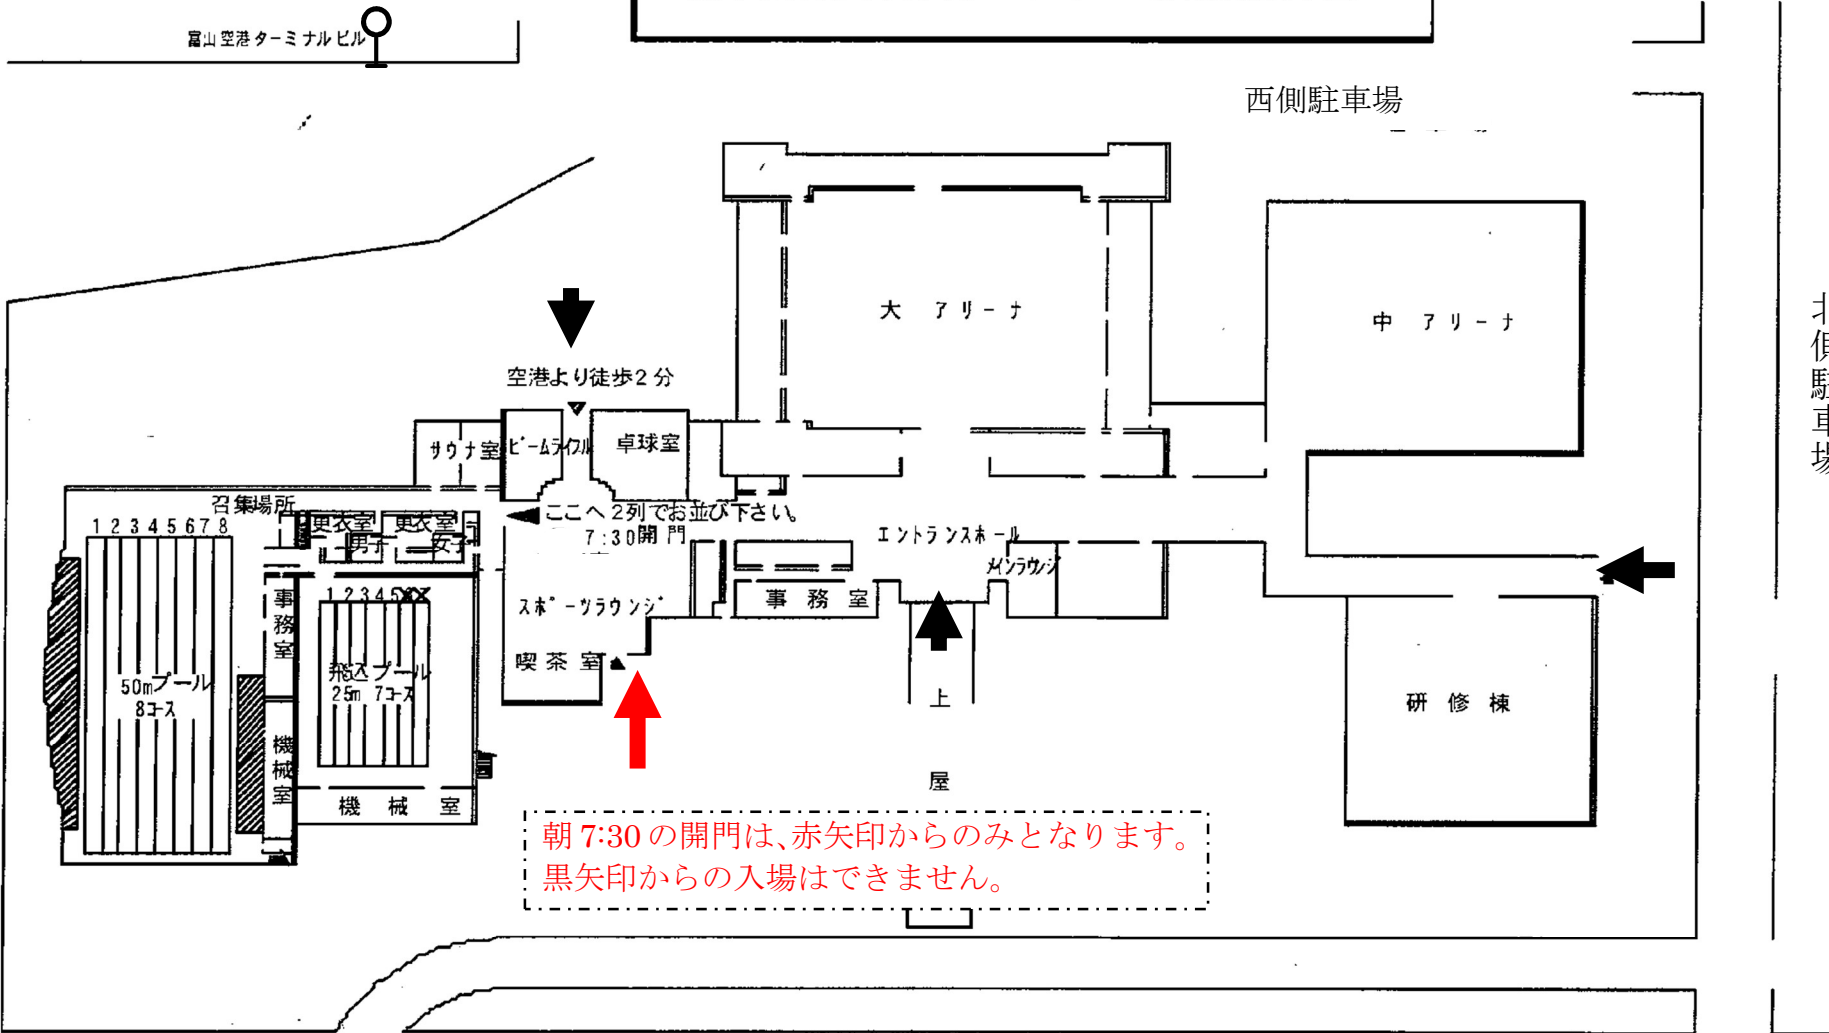 富山空港ターミナルビル
西側駐車場
北側駐車場
大 アリーナ
中 アリーナ
空港より徒歩2分
サウナ室
ビームライフル
卓球室
召集場所
1 2 3 4 5 6 7 8
更衣室
更衣室
男子
女子
ここへ2列でお並び下さい。
7:30開門
エントランスホール
メインラウンジ
事務室
スポーツラウンジ
喫茶室
事務室
1 2 3 4 5
飛込プール
25m 7コース
50mプール
8コース
機械室
機械室
上屋
研修棟
朝7:30の開門は、赤矢印からのみとなります。
黒矢印からの入場はできません。